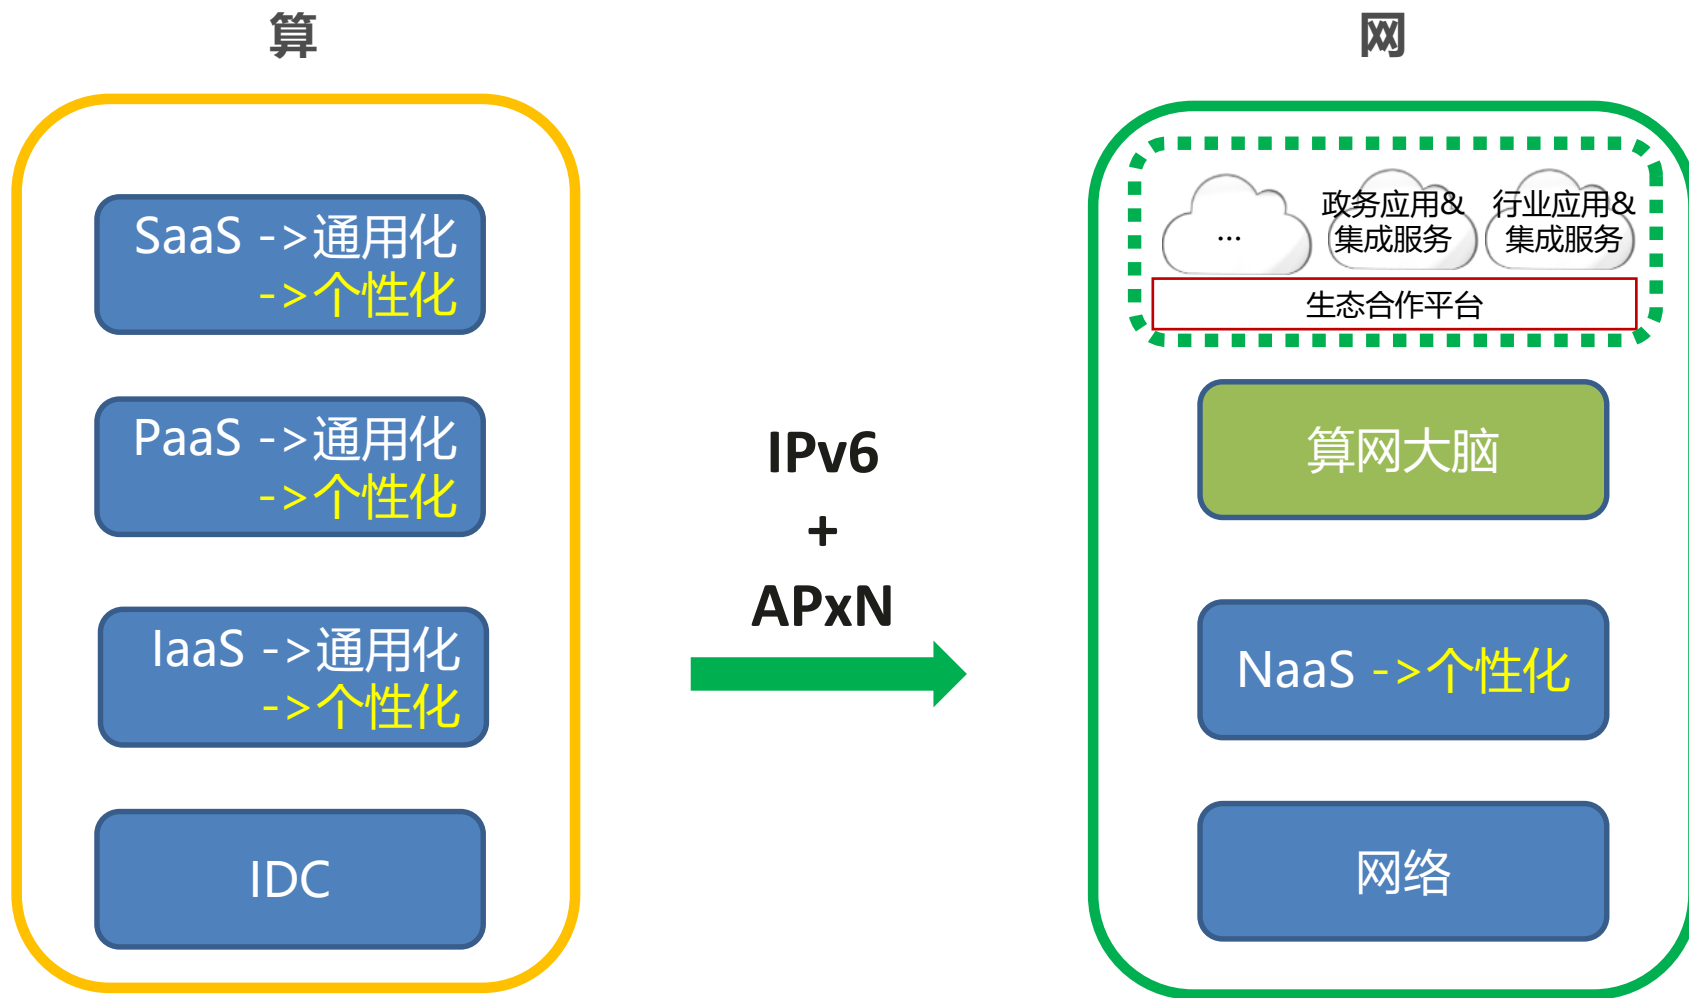 算
SaaS ->通用化
->个性化
PaaS ->通用化
->个性化
IaaS ->通用化
->个性化
IDC
IPv6
+
APxN
网
...
政务应用&
集成服务
行业应用&
集成服务
生态合作平台
算网大脑
NaaS ->个性化
网络